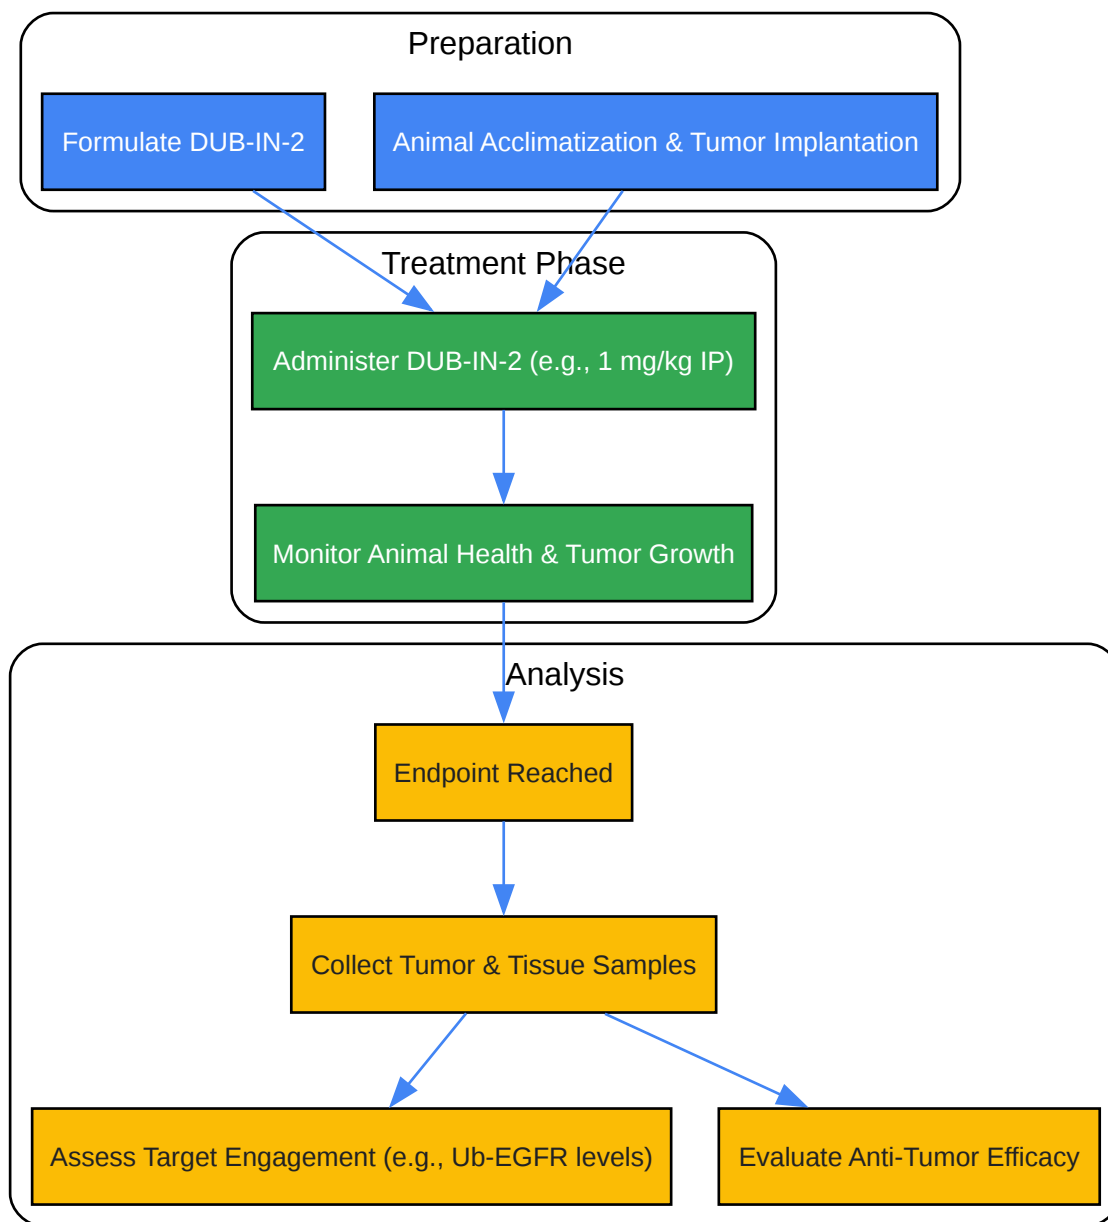 Preparation
Formulate DUB-IN-2
Animal Acclimatization & Tumor Implantation
Treatment Phase
Administer DUB-IN-2 (e.g., 1 mg/kg IP)
Monitor Animal Health & Tumor Growth
Analysis
Endpoint Reached
Collect Tumor & Tissue Samples
Assess Target Engagement (e.g., Ub-EGFR levels)
Evaluate Anti-Tumor Efficacy